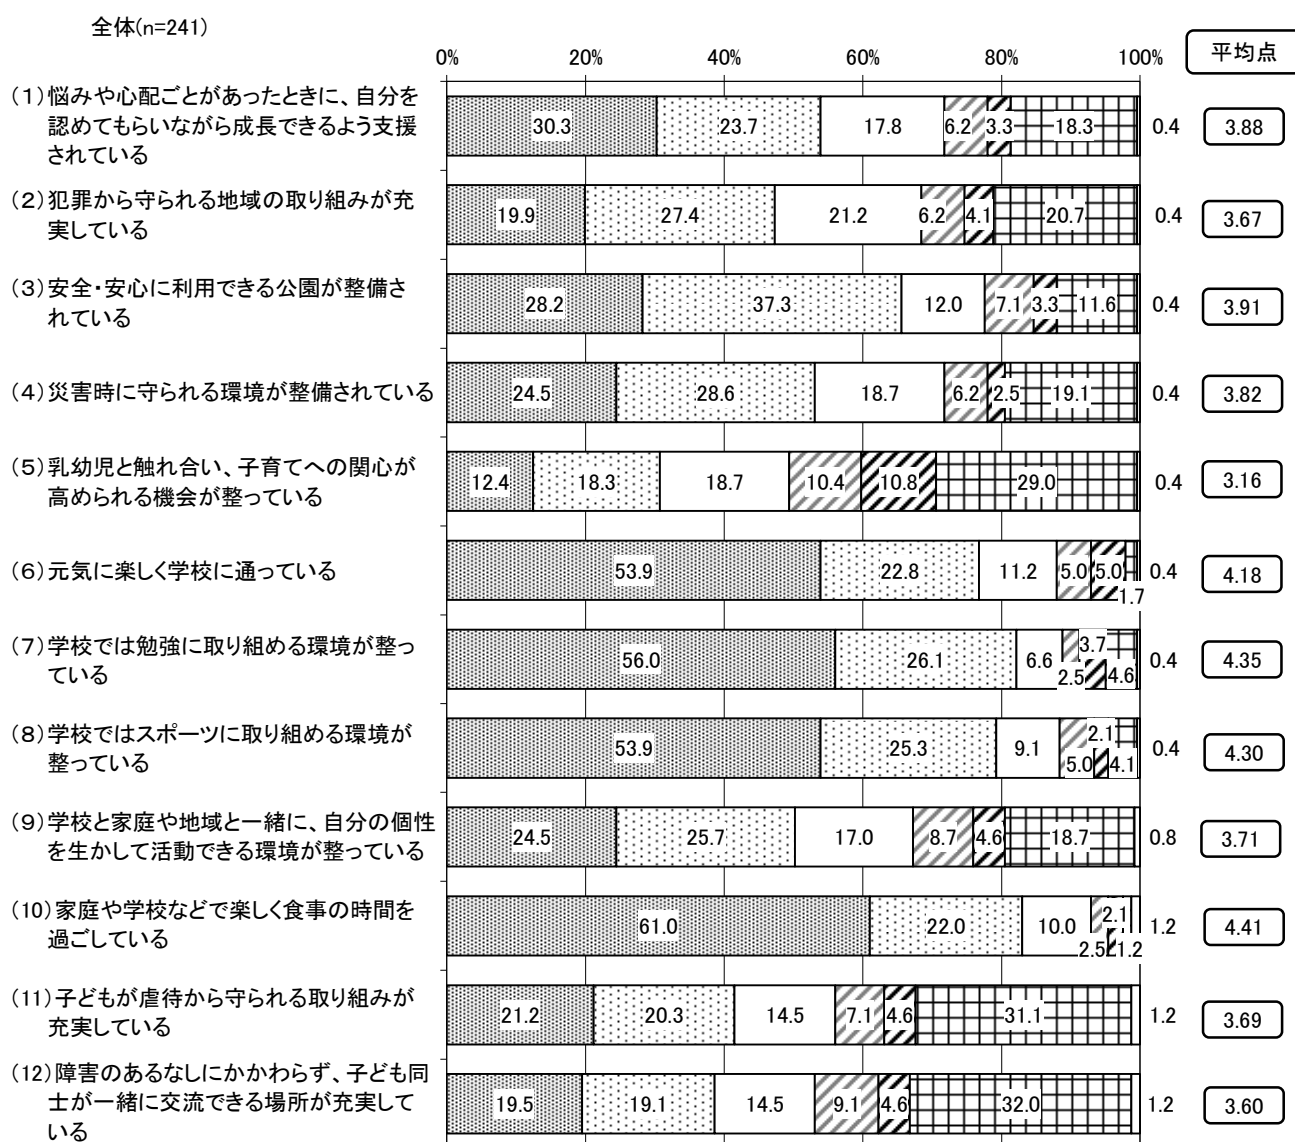 全体(n=241)
0% 20% 40% 60% 80% 100% 平均点
(1)悩みや心配ごとがあったときに、自分を
認めてもらいながら成長できるよう支援
されている
30.3 23.7 17.8 6.2 3.3 18.3 0.4 3.88
(2)犯罪から守られる地域の取り組みが充
実している
19.9 27.4 21.2 6.2 4.1 20.7 0.4 3.67
(3)安全・安心に利用できる公園が整備さ
れている
28.2 37.3 12.0 7.1 3.3 11.6 0.4 3.91
(4)災害時に守られる環境が整備されている
24.5 28.6 18.7 6.2 2.5 19.1 0.4 3.82
(5)乳幼児と触れ合い、子育てへの関心が
高められる機会が整っている
12.4 18.3 18.7 10.4 10.8 29.0 0.4 3.16
(6)元気に楽しく学校に通っている
53.9 22.8 11.2 5.0 5.0 1.7 0.4 4.18
(7)学校では勉強に取り組める環境が整っ
ている
56.0 26.1 6.6 2.5 3.7 4.6 0.4 4.35
(8)学校ではスポーツに取り組める環境が
整っている
53.9 25.3 9.1 5.0 2.1 4.1 0.4 4.30
(9)学校と家庭や地域と一緒に、自分の個性
を生かして活動できる環境が整っている
24.5 25.7 17.0 8.7 4.6 18.7 0.8 3.71
(10)家庭や学校などで楽しく食事の時間を
過ごしている
61.0 22.0 10.0 2.5 2.1 1.2 1.2 4.41
(11)子どもが虐待から守られる取り組みが
充実している
21.2 20.3 14.5 7.1 4.6 31.1 1.2 3.69
(12)障害のあるなしにかかわらず、子ども同
士が一緒に交流できる場所が充実して
いる
19.5 19.1 14.5 9.1 4.6 32.0 1.2 3.60